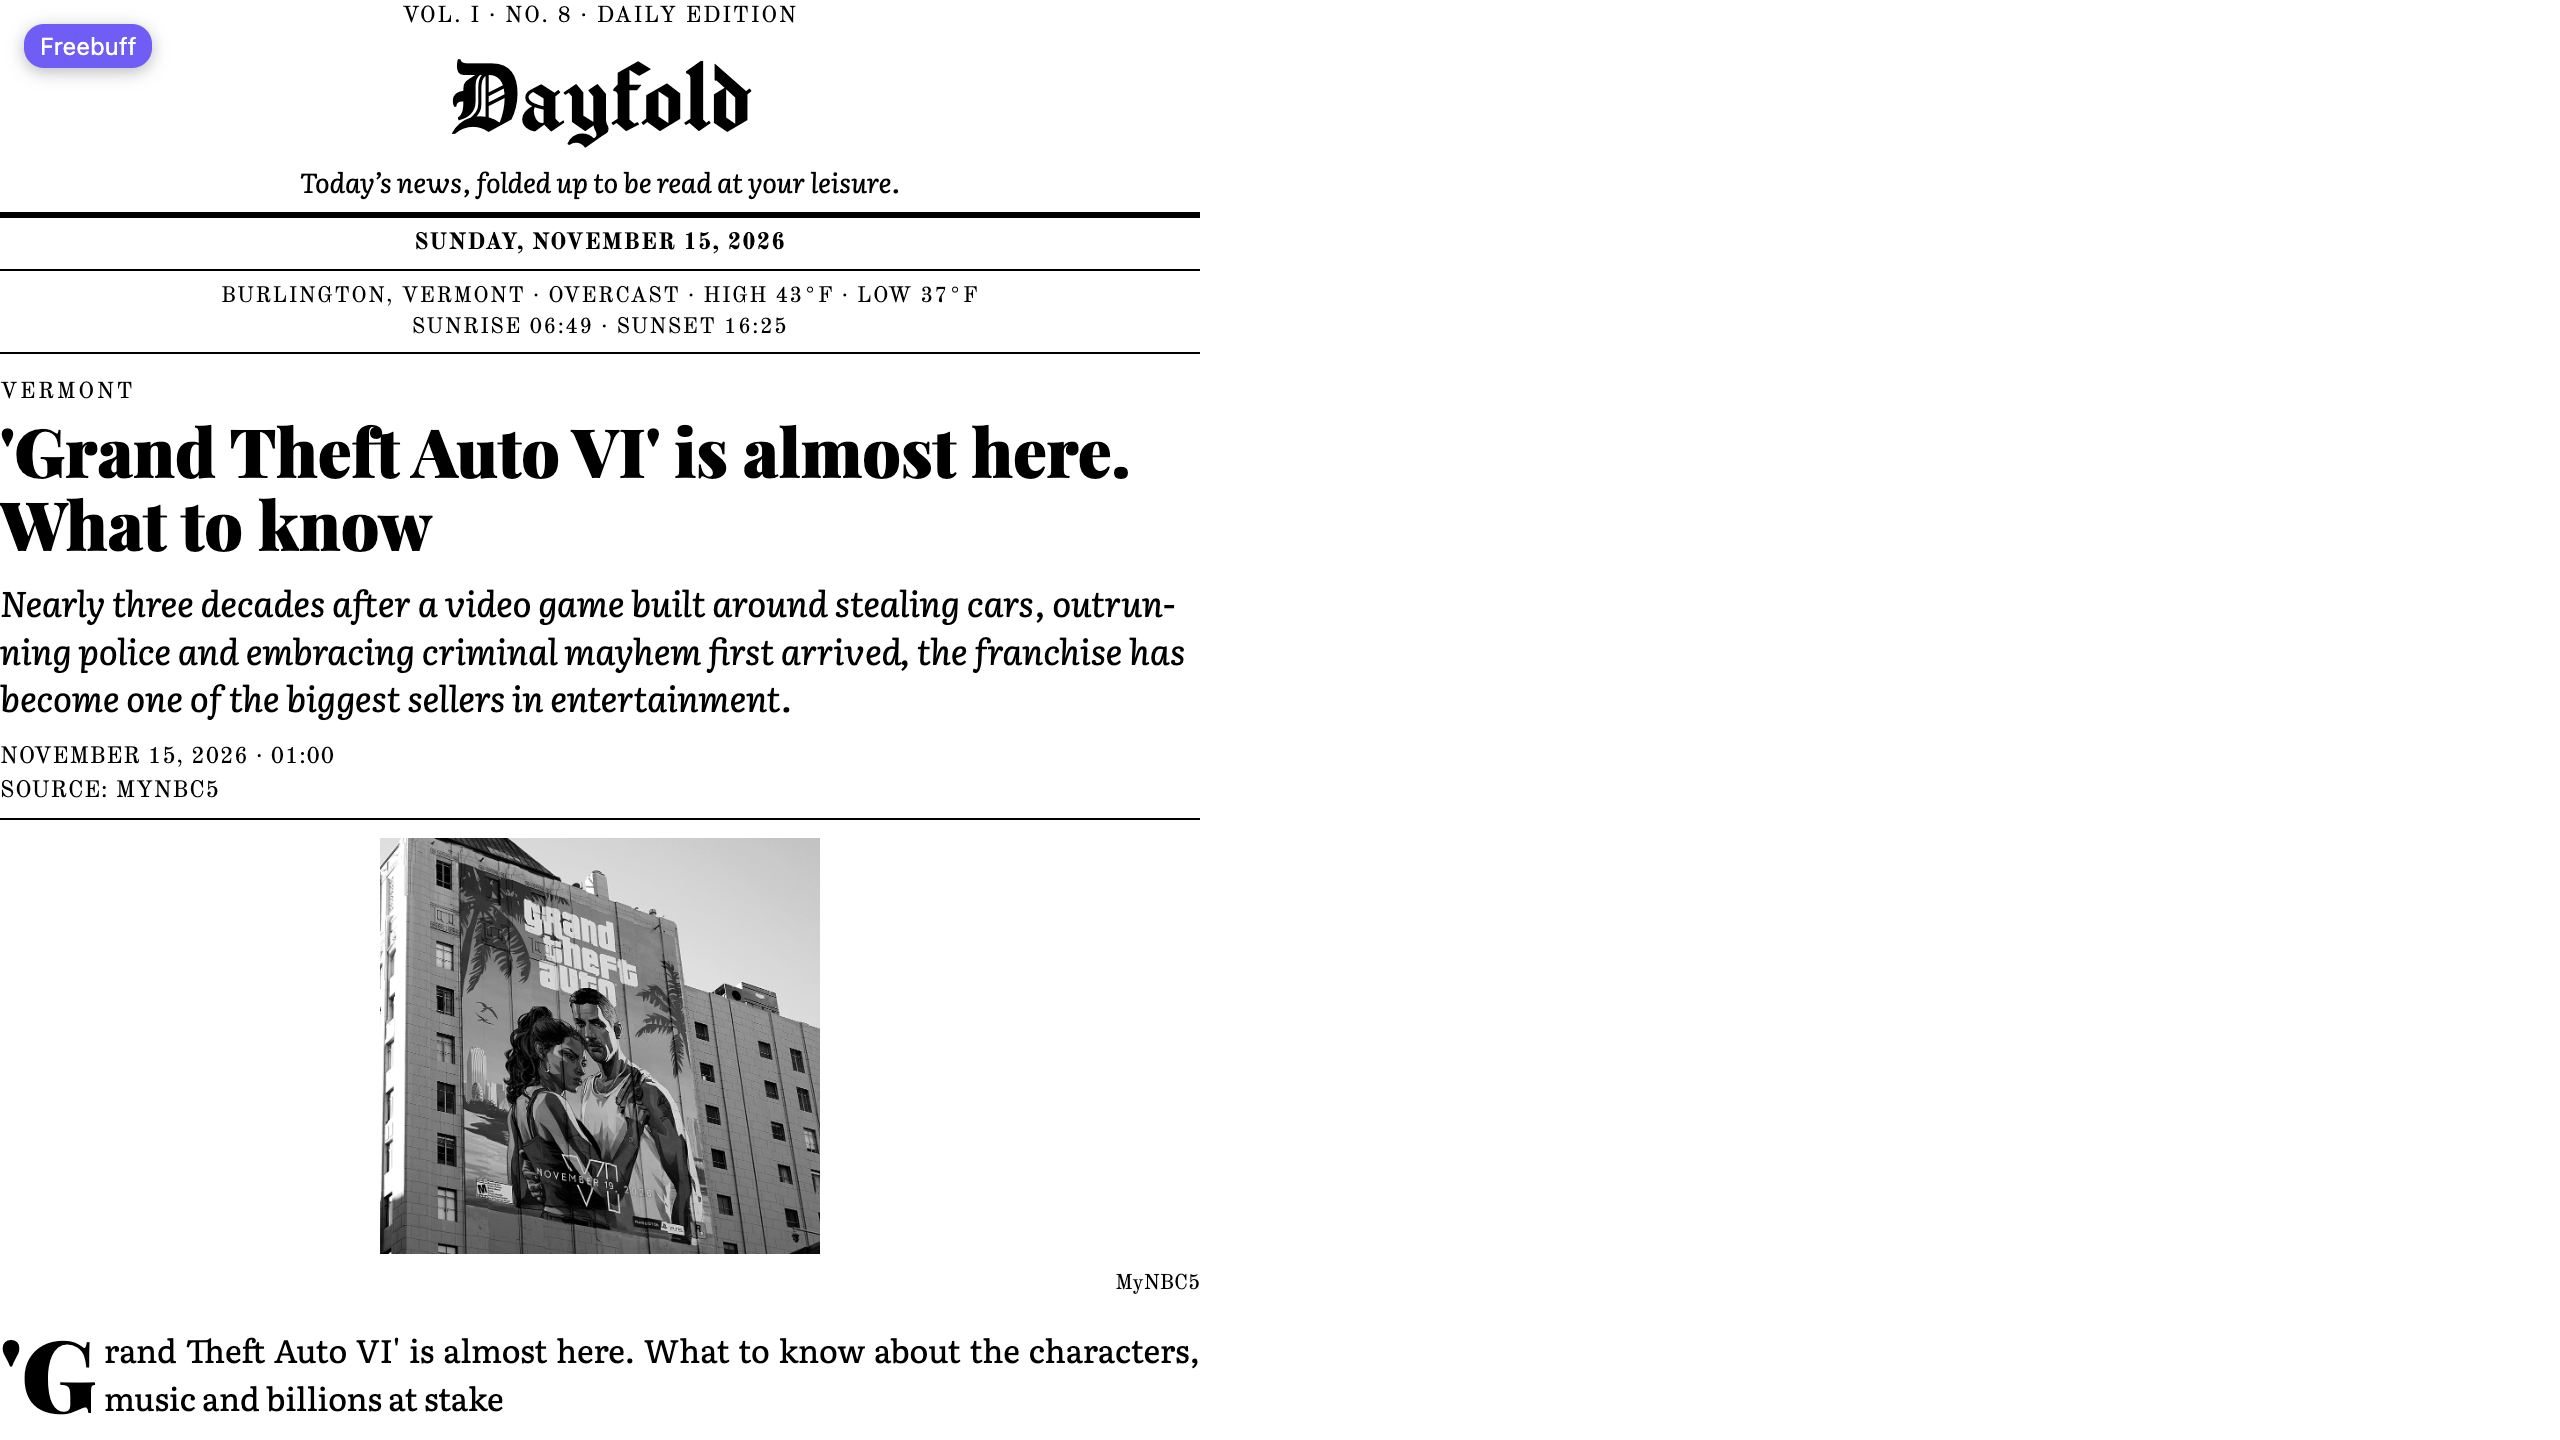 VOL. I · NO. 8 · DAILY EDITION
Freebuff
Dayfold
Today’s news, folded up to be read at your leisure.
SUNDAY, NOVEMBER 15, 2026
BURLINGTON, VERMONT · OVERCAST · HIGH 43°F · LOW 37°F
SUNRISE 06:49 · SUNSET 16:25
VERMONT
'Grand Theft Auto VI' is almost here.
What to know
Nearly three decades after a video game built around stealing cars, outrun-
ning police and embracing criminal mayhem first arrived, the franchise has
become one of the biggest sellers in entertainment.
NOVEMBER 15, 2026 · 01:00
SOURCE: MYNBC5
grand
theft
auto
VI
NOVEMBER 19, 2026
M
MyNBC5
'Grand Theft Auto VI' is almost here. What to know about the characters,
music and billions at stake